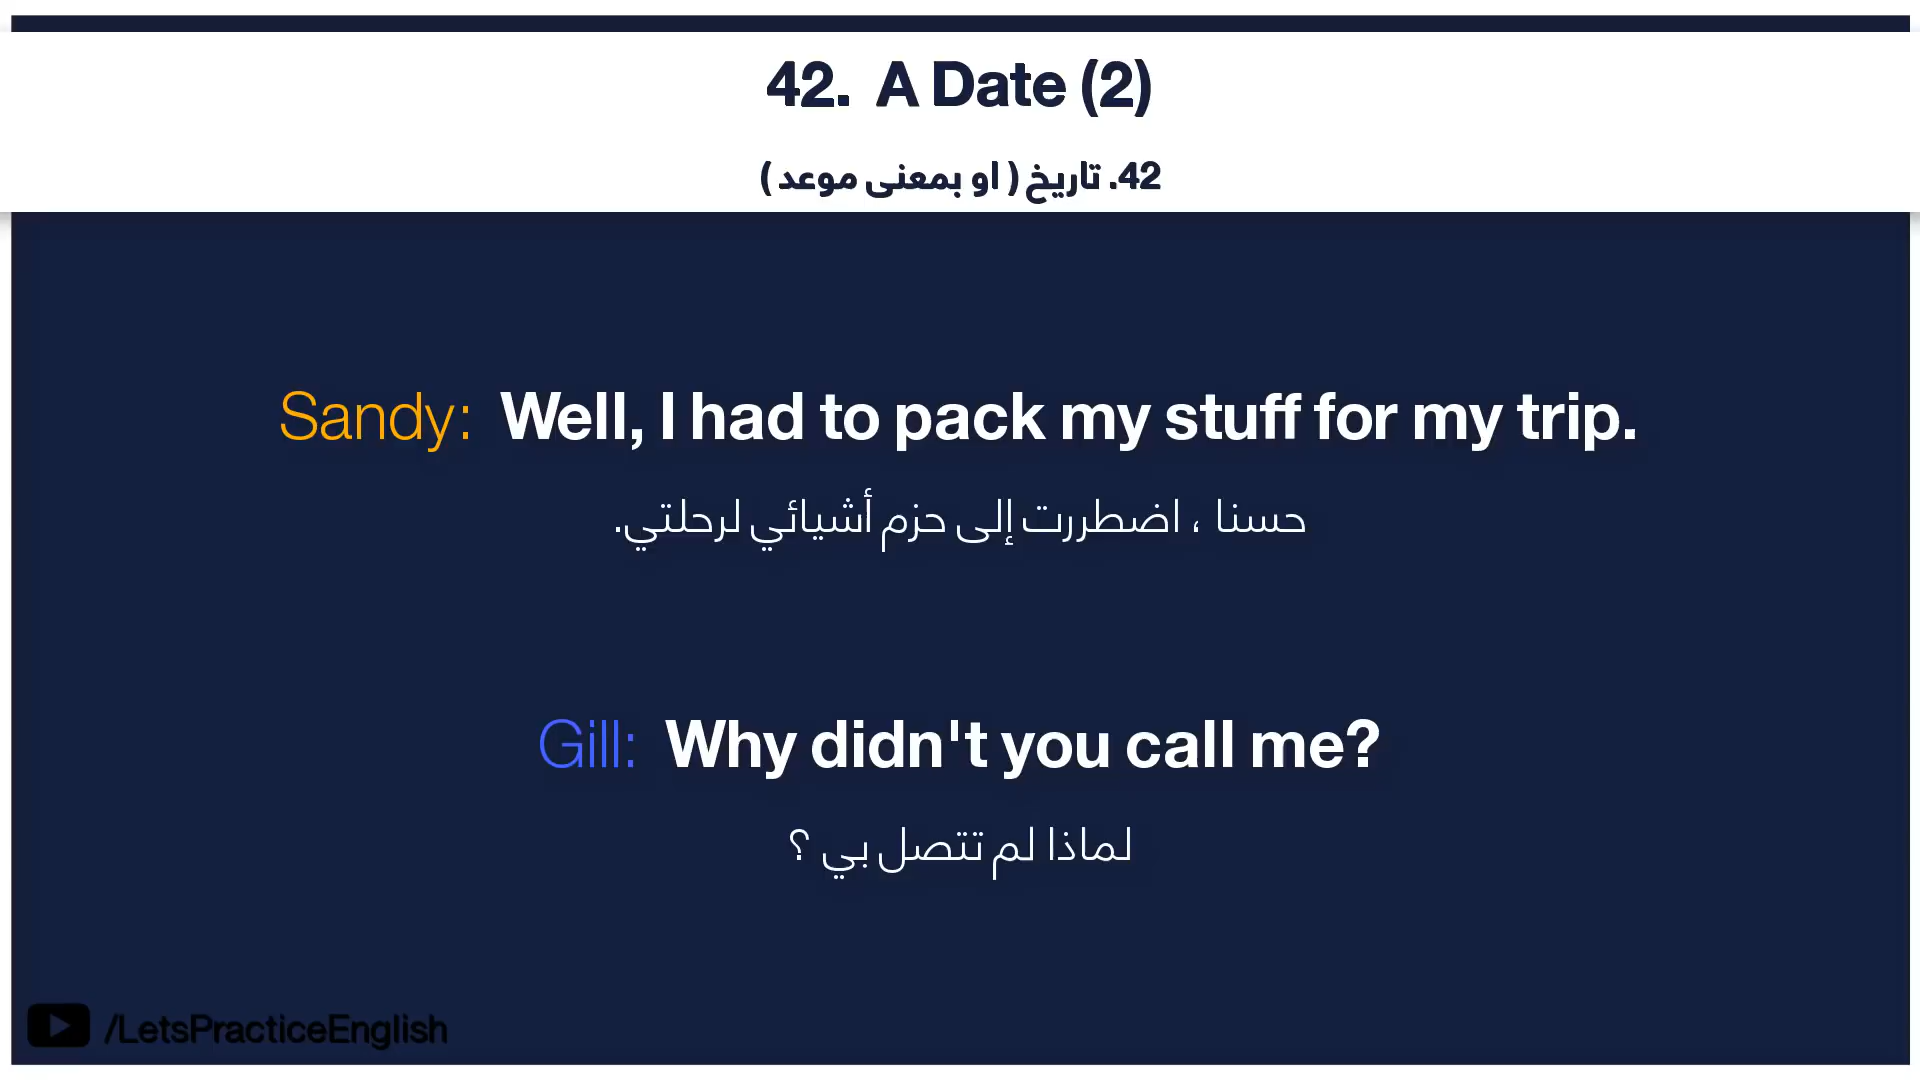 42. A Date (2)
42. تاريخ ( او بمعنى موعد )
Sandy: Well, I had to pack my stuff for my trip.
حسنا ، اضطررت إلى حزم أشيائي لرحلتي.
Gill: Why didn't you call me?
لماذا لم تتصل بي ؟
/LetsPracticeEnglish